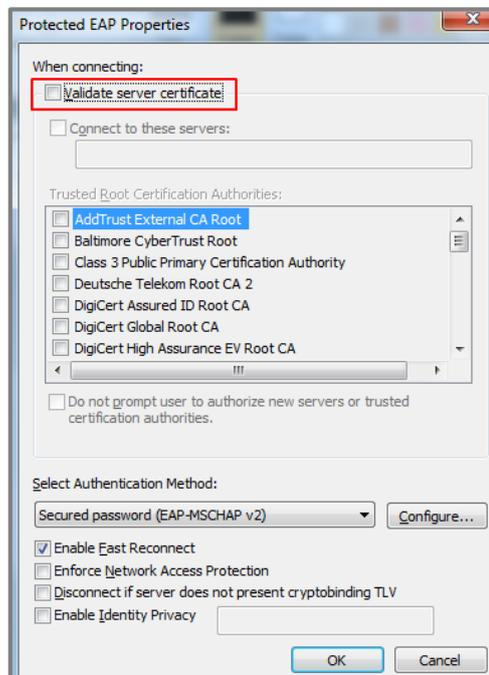 Protected EAP Properties
When connecting:
Validate server certificate
Connect to these servers:
Trusted Root Certification Authorities:
AddTrust External CA Root
Baltimore CyberTrust Root
Class 3 Public Primary Certification Authority
Deutsche Telekom Root CA 2
DigiCert Assured ID Root CA
DigiCert Global Root CA
DigiCert High Assurance EV Root CA
Do not prompt user to authorize new servers or trusted
certification authorities.
Select Authentication Method:
Secured password (EAP-MSCHAP v2) Configure...
Enable Fast Reconnect
Enforce Network Access Protection
Disconnect if server does not present cryptobinding TLV
Enable Identity Privacy
OK Cancel